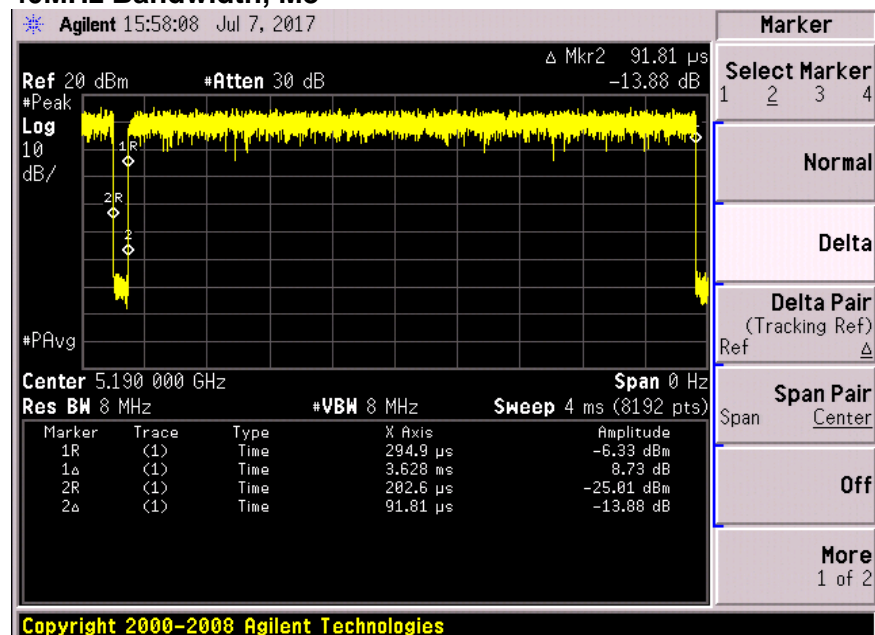 Agilent 15:58:08 Jul 7, 2017
Marker
Δ Mkr2 91.81 µs
Ref 20 dBm #Atten 30 dB -13.88 dB
#Peak
Log
10
dB/
1R
2R
2
#PAvg
Center 5.190 000 GHz Span 0 Hz
Res BW 8 MHz #VBW 8 MHz Sweep 4 ms (8192 pts)
Marker Trace Type X Axis Amplitude
1R (1) Time 294.9 µs -6.33 dBm
1Δ (1) Time 3.628 ms 8.73 dB
2R (1) Time 202.6 µs -25.01 dBm
2Δ (1) Time 91.81 µs -13.88 dB
Select Marker
1 2 3 4
Normal
Delta
Delta Pair
(Tracking Ref)
Ref Δ
Span Pair
Span Center
Off
More
1 of 2
Copyright 2000-2008 Agilent Technologies